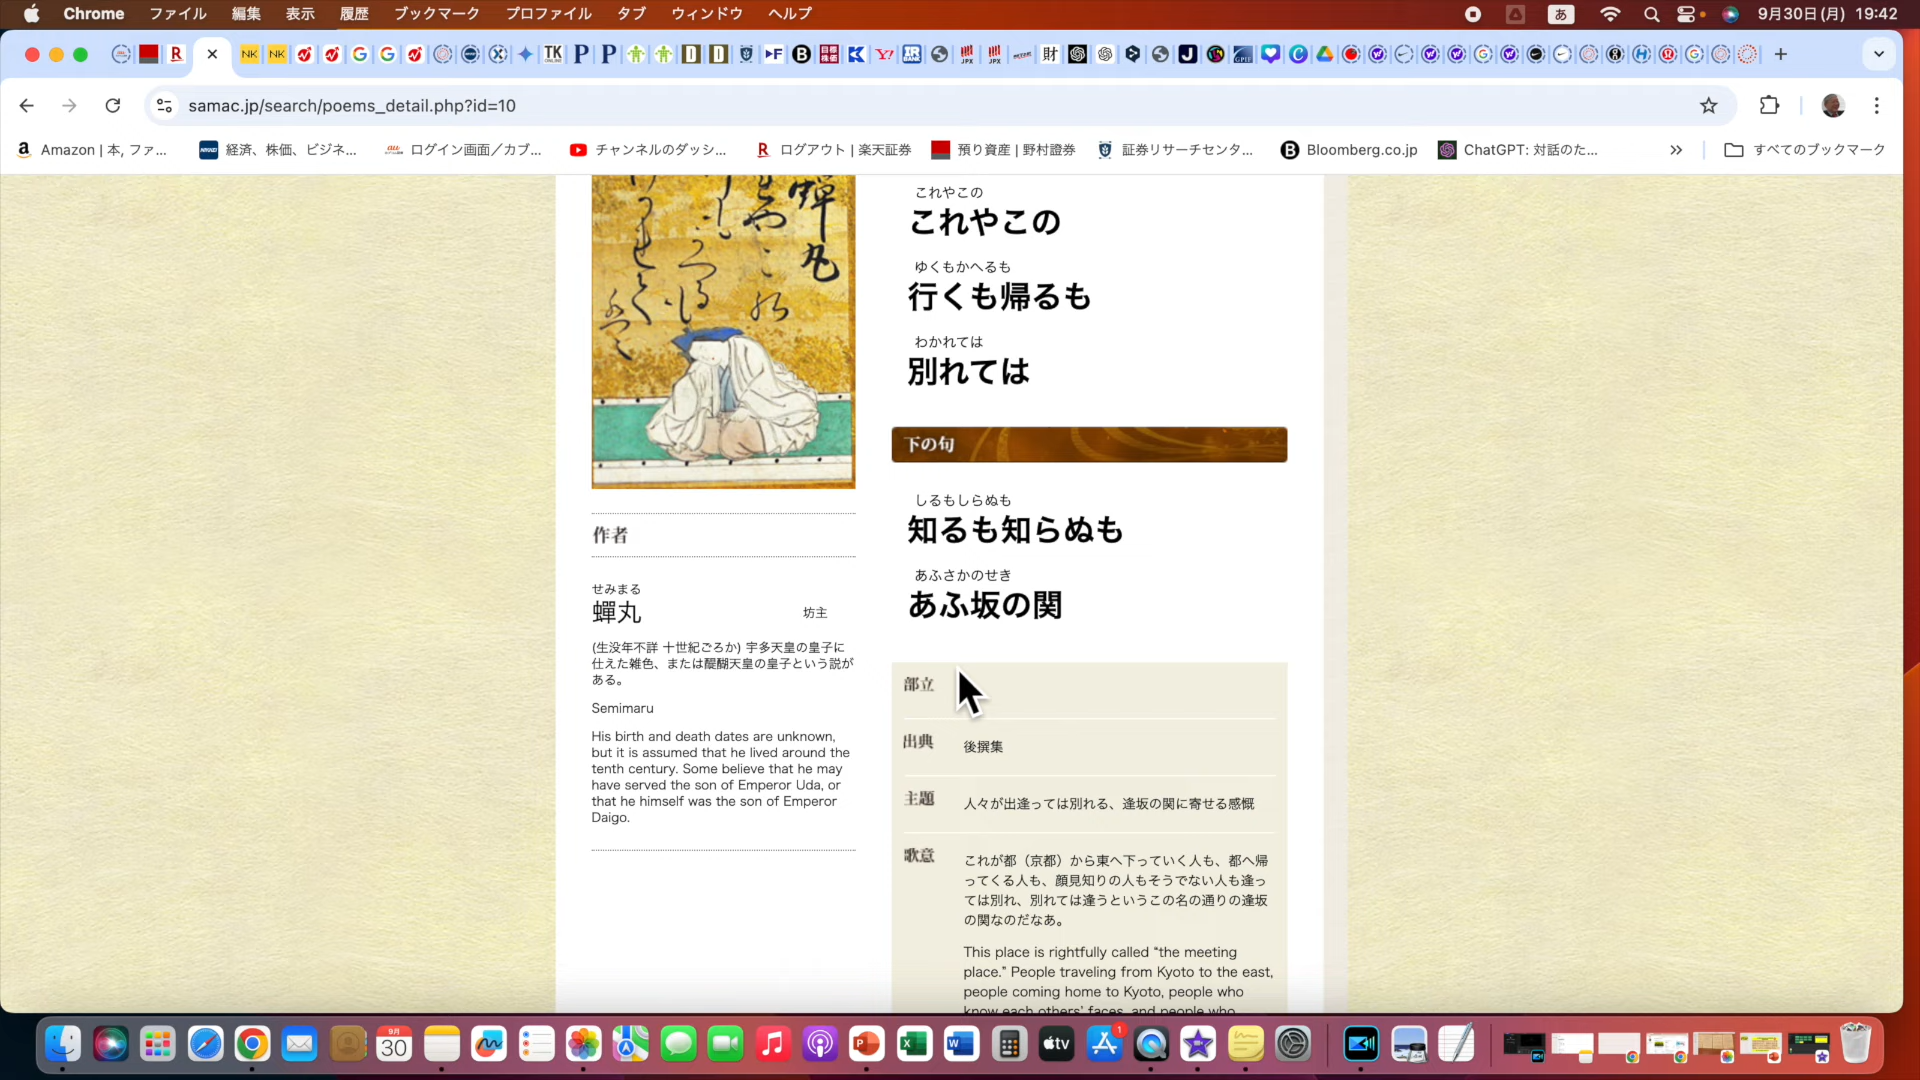 Chrome ファイル 編集 表示 履歴 ブックマーク プロファイル タブ ウィンドウ ヘルプ あ 9月30日(月) 19:42
samac.jp/search/poems_detail.php?id=10
Amazon | 本, ファ... 経済、株価、ビジネ... ログイン画面／カブ... チャンネルのダッシ... ログアウト | 楽天証券 預り資産 | 野村證券 証券リサーチセンタ... Bloomberg.co.jp ChatGPT: 対話のた... すべてのブックマーク
蟬丸
これやこの
これやこの
ゆくもかへるも
行くも帰るも
わかれては
別れては
下の句
しるもしらぬも
知るも知らぬも
あふさかのせき
あふ坂の関
作者
せみまる
蟬丸 坊主
(生没年不詳 十世紀ごろか) 宇多天皇の皇子に
仕えた雑色、または醍醐天皇の皇子という説が
ある。
Semimaru
His birth and death dates are unknown,
but it is assumed that he lived around the
tenth century. Some believe that he may
have served the son of Emperor Uda, or
that he himself was the son of Emperor
Daigo.
部立
出典 後撰集
主題 人々が出逢っては別れる、逢坂の関に寄せる感慨
歌意 これが都（京都）から東へ下っていく人も、都へ帰
ってくる人も、顔見知りの人もそうでない人も逢っ
ては別れ、別れては逢うというこの名の通りの逢坂
の関なのだなあ。
This place is rightfully called “the meeting
place.” People traveling from Kyoto to the east,
people coming home to Kyoto, people who
know each others’ faces, and people who
9月
30
tv
1